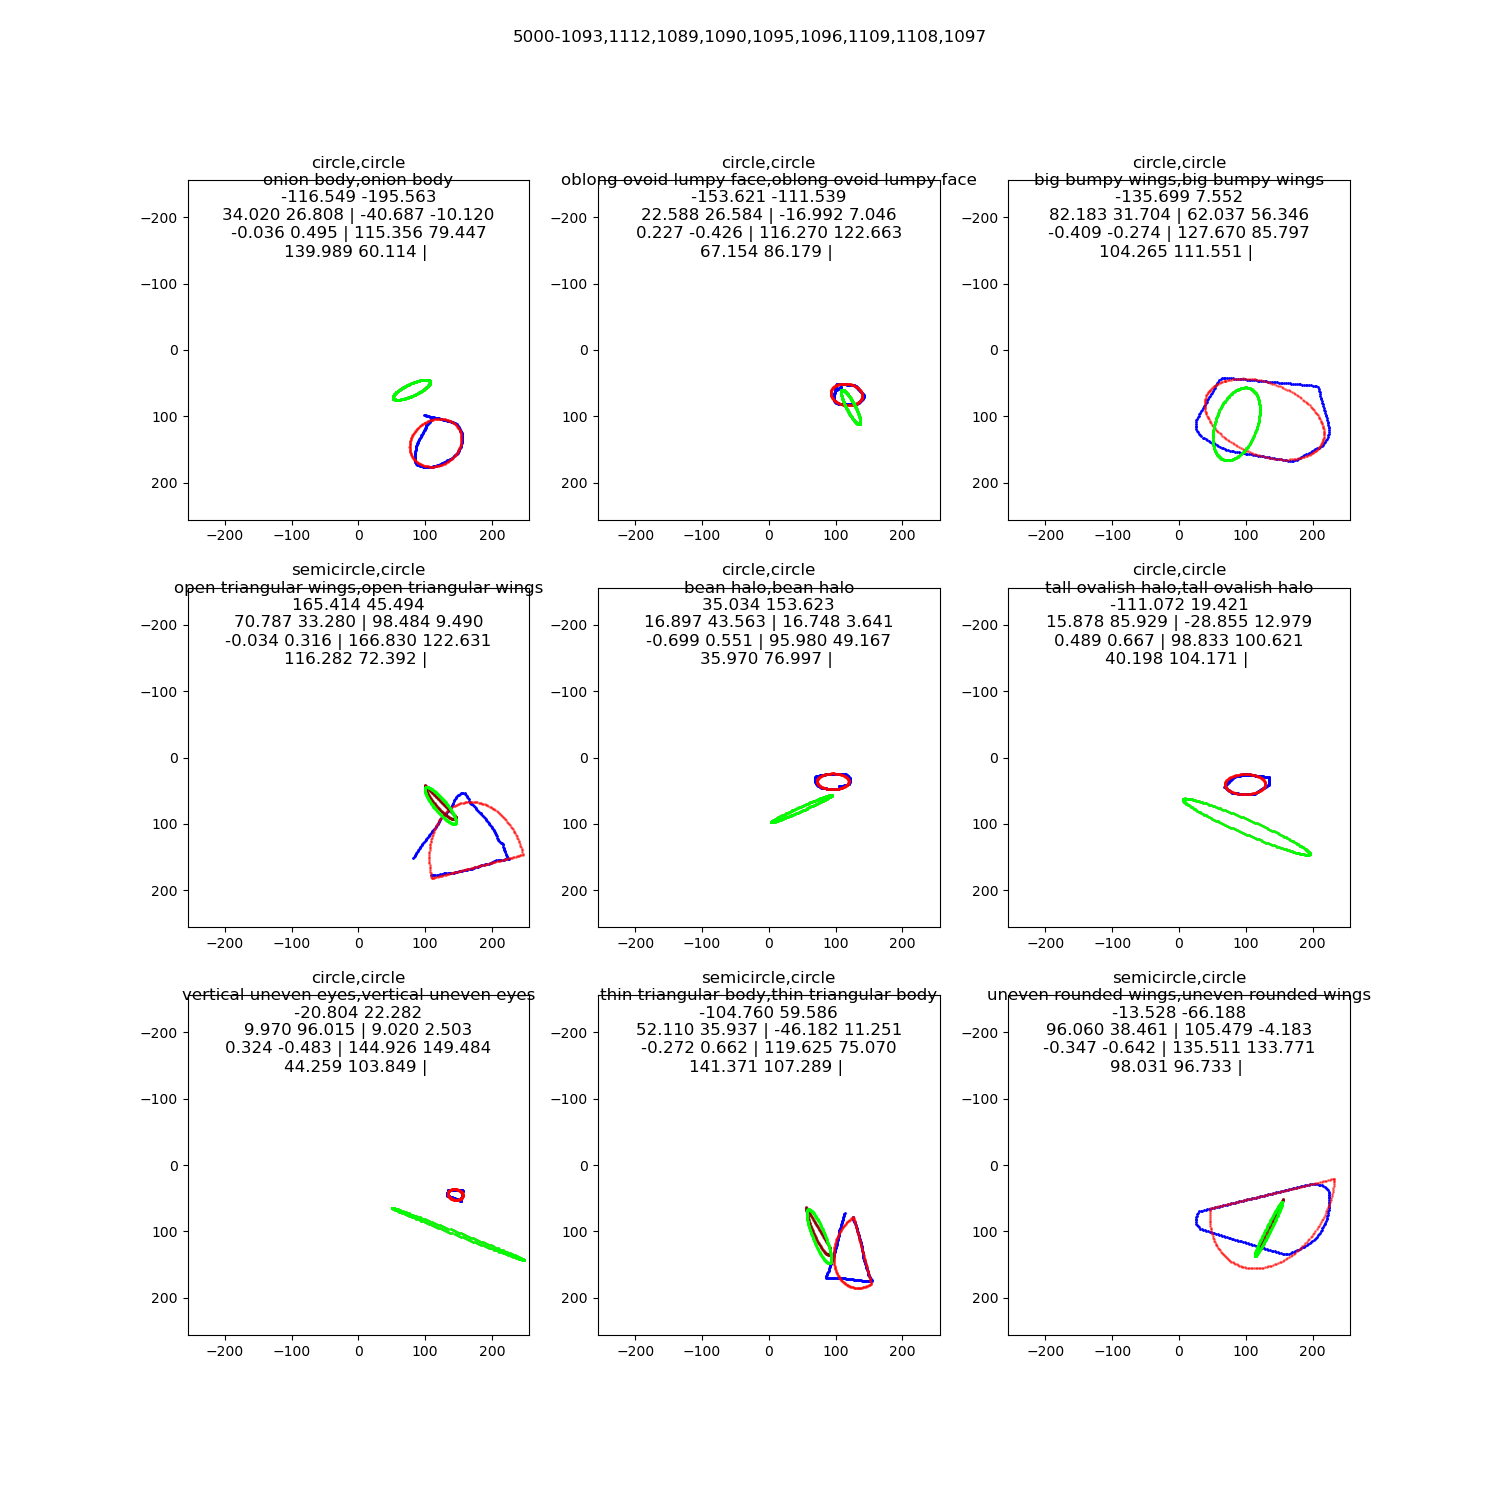 5000-1093,1112,1089,1090,1095,1096,1109,1108,1097
circle,circle
onion body,onion body
-116.549 -195.563
34.020 26.808 | -40.687 -10.120
-0.036 0.495 | 115.356 79.447
139.989 60.114 |
−200
−100
0
100
200
−200 −100 0 100 200
circle,circle
oblong ovoid lumpy face,oblong ovoid lumpy face
-153.621 -111.539
22.588 26.584 | -16.992 7.046
0.227 -0.426 | 116.270 122.663
67.154 86.179 |
−200
−100
0
100
200
−200 −100 0 100 200
circle,circle
big bumpy wings,big bumpy wings
-135.699 7.552
82.183 31.704 | 62.037 56.346
-0.409 -0.274 | 127.670 85.797
104.265 111.551 |
−200
−100
0
100
200
−200 −100 0 100 200
semicircle,circle
open triangular wings,open triangular wings
165.414 45.494
70.787 33.280 | 98.484 9.490
-0.034 0.316 | 166.830 122.631
116.282 72.392 |
−200
−100
0
100
200
−200 −100 0 100 200
circle,circle
bean halo,bean halo
35.034 153.623
16.897 43.563 | 16.748 3.641
-0.699 0.551 | 95.980 49.167
35.970 76.997 |
−200
−100
0
100
200
−200 −100 0 100 200
circle,circle
tall ovalish halo,tall ovalish halo
-111.072 19.421
15.878 85.929 | -28.855 12.979
0.489 0.667 | 98.833 100.621
40.198 104.171 |
−200
−100
0
100
200
−200 −100 0 100 200
circle,circle
vertical uneven eyes,vertical uneven eyes
-20.804 22.282
9.970 96.015 | 9.020 2.503
0.324 -0.483 | 144.926 149.484
44.259 103.849 |
−200
−100
0
100
200
−200 −100 0 100 200
semicircle,circle
thin triangular body,thin triangular body
-104.760 59.586
52.110 35.937 | -46.182 11.251
-0.272 0.662 | 119.625 75.070
141.371 107.289 |
−200
−100
0
100
200
−200 −100 0 100 200
semicircle,circle
uneven rounded wings,uneven rounded wings
-13.528 -66.188
96.060 38.461 | 105.479 -4.183
-0.347 -0.642 | 135.511 133.771
98.031 96.733 |
−200
−100
0
100
200
−200 −100 0 100 200